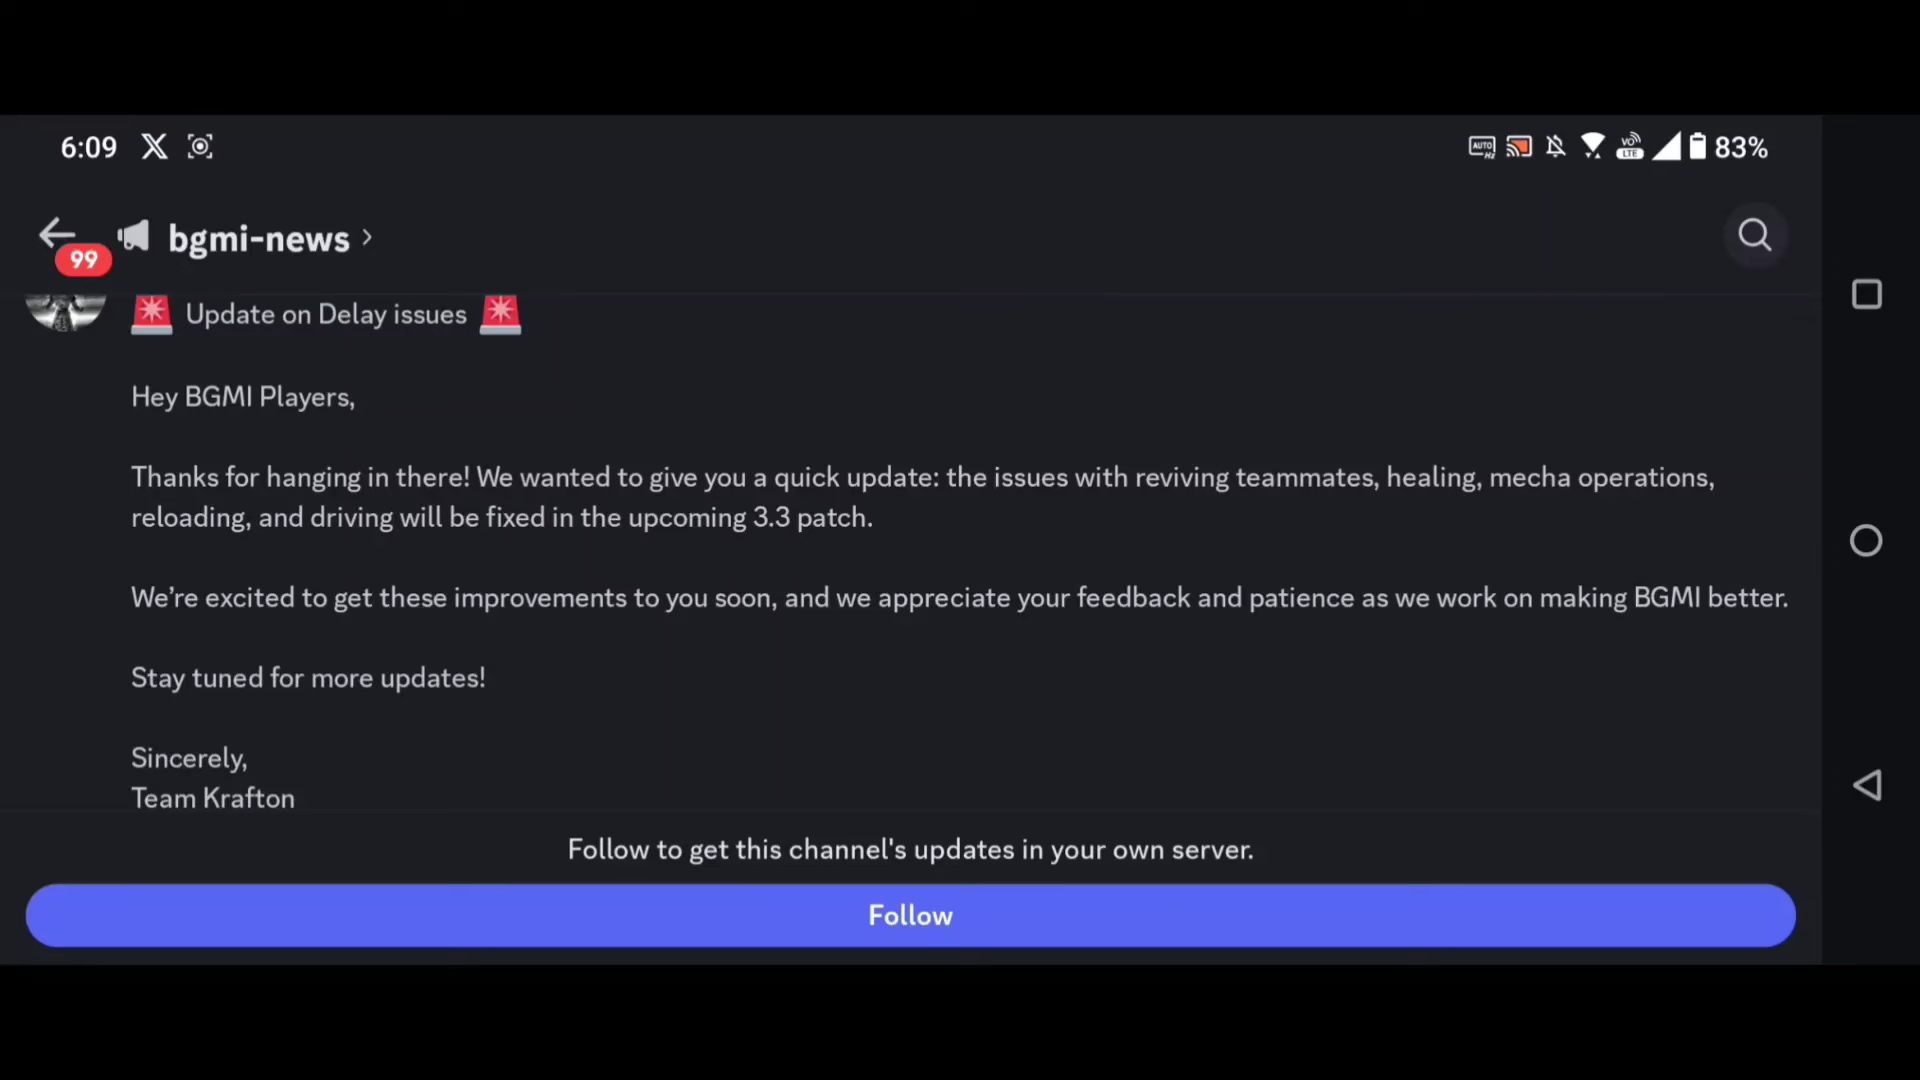 6:09 AUTO Hz VO LTE 83%
99 bgmi-news
Update on Delay issues
Hey BGMI Players,
Thanks for hanging in there! We wanted to give you a quick update: the issues with reviving teammates, healing, mecha operations,
reloading, and driving will be fixed in the upcoming 3.3 patch.
We’re excited to get these improvements to you soon, and we appreciate your feedback and patience as we work on making BGMI better.
Stay tuned for more updates!
Sincerely,
Team Krafton
Follow to get this channel's updates in your own server.
Follow